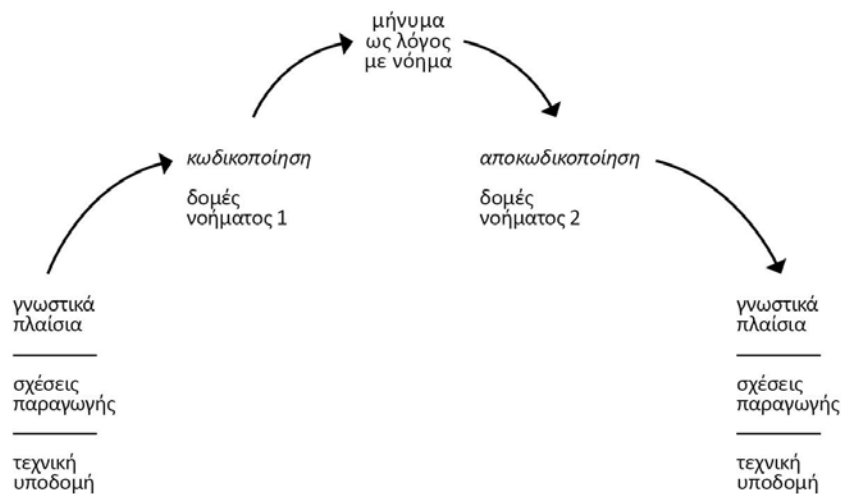 μήνυμα
ως λόγος
με νόημα
κωδικοποίηση
δομές
νοήματος 1
αποκωδικοποίηση
δομές
νοήματος 2
γνωστικά
πλαίσια
σχέσεις
παραγωγής
τεχνική
υποδομή
γνωστικά
πλαίσια
σχέσεις
παραγωγής
τεχνική
υποδομή